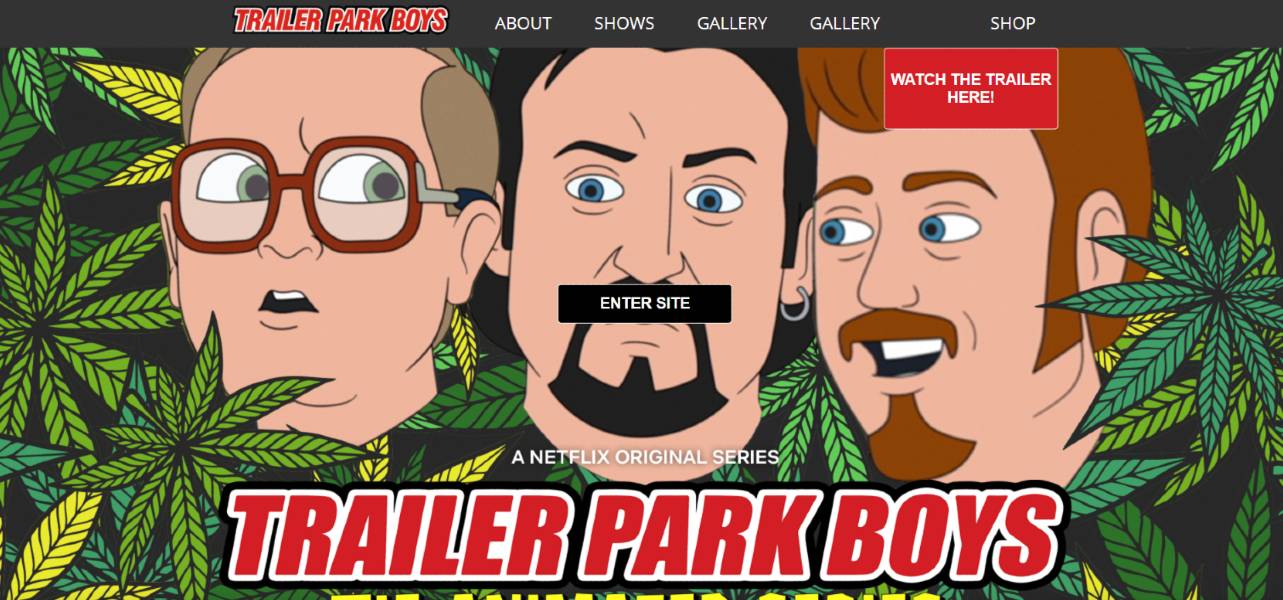 TRAILER PARK BOYS
ABOUT
SHOWS
GALLERY
GALLERY
SHOP
WATCH THE TRAILER
HERE!
ENTER SITE
A NETFLIX ORIGINAL SERIES
TRAILER PARK BOYS